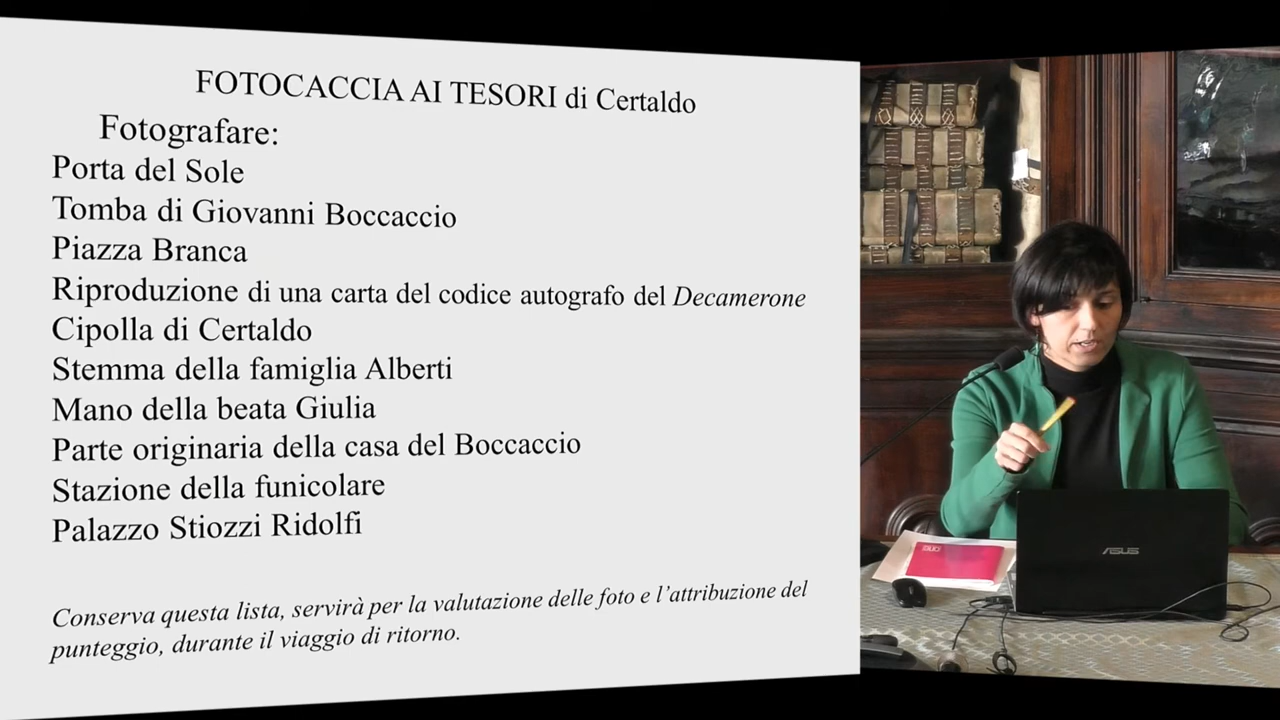 FOTOCACCIA AI TESORI di Certaldo
Fotografare:
Porta del Sole
Tomba di Giovanni Boccaccio
Piazza Branca
Riproduzione di una carta del codice autografo del Decamerone
Cipolla di Certaldo
Stemma della famiglia Alberti
Mano della beata Giulia
Parte originaria della casa del Boccaccio
Stazione della funicolare
Palazzo Stiozzi Ridolfi
Conserva questa lista, servirà per la valutazione delle foto e l’attribuzione del
punteggio, durante il viaggio di ritorno.
ASUS